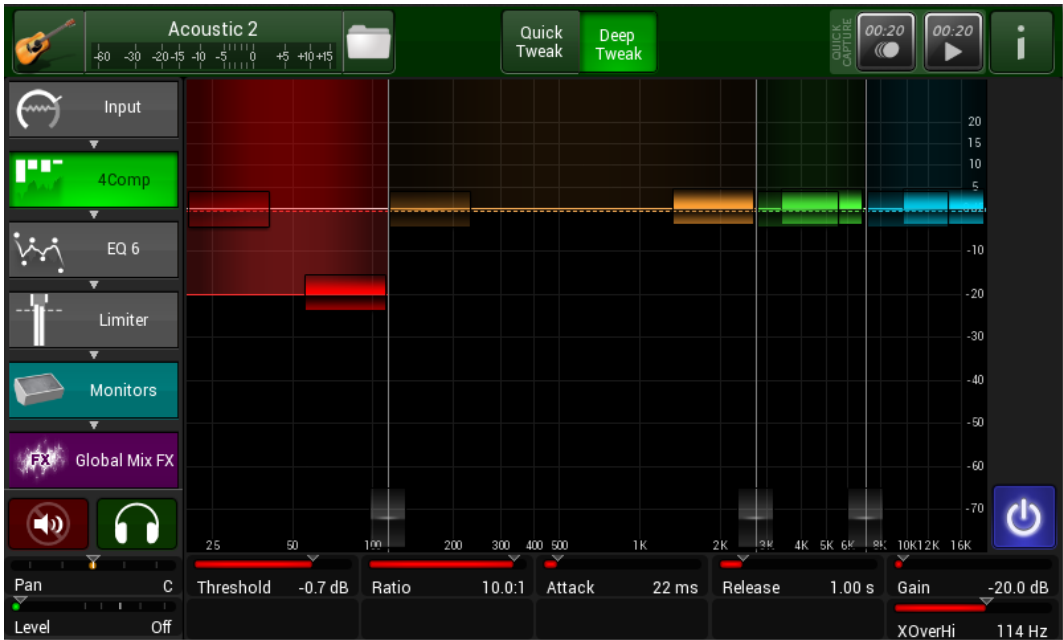 Acoustic 2
-60 -30 -20 -15 -10 -5 0 +5 +10 +15
Quick
Tweak
Deep
Tweak
QUICK
CAPTURE
00:20
00:20
i
Input
4Comp
EQ 6
Limiter
Monitors
FX
Global Mix FX
20
15
10
5
-10
-20
-30
-40
-50
-60
-70
25 50 100 200 300 400 500 1K 2K 3K 4K 5K 6K 8K 10K 12K 16K
Pan C
Threshold -0.7 dB
Ratio 10.0:1
Attack 22 ms
Release 1.00 s
Gain -20.0 dB
Level Off
XOverHi 114 Hz